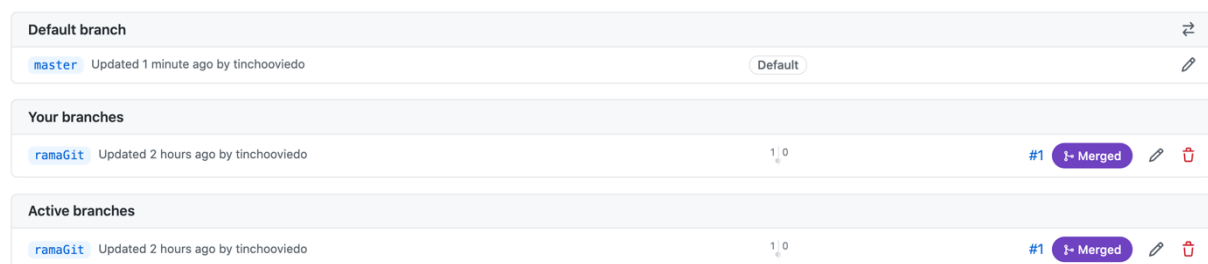 Default branch
master Updated 1 minute ago by tinchooviedo Default
Your branches
ramaGit Updated 2 hours ago by tinchooviedo 1 0 #1 Merged
Active branches
ramaGit Updated 2 hours ago by tinchooviedo 1 0 #1 Merged